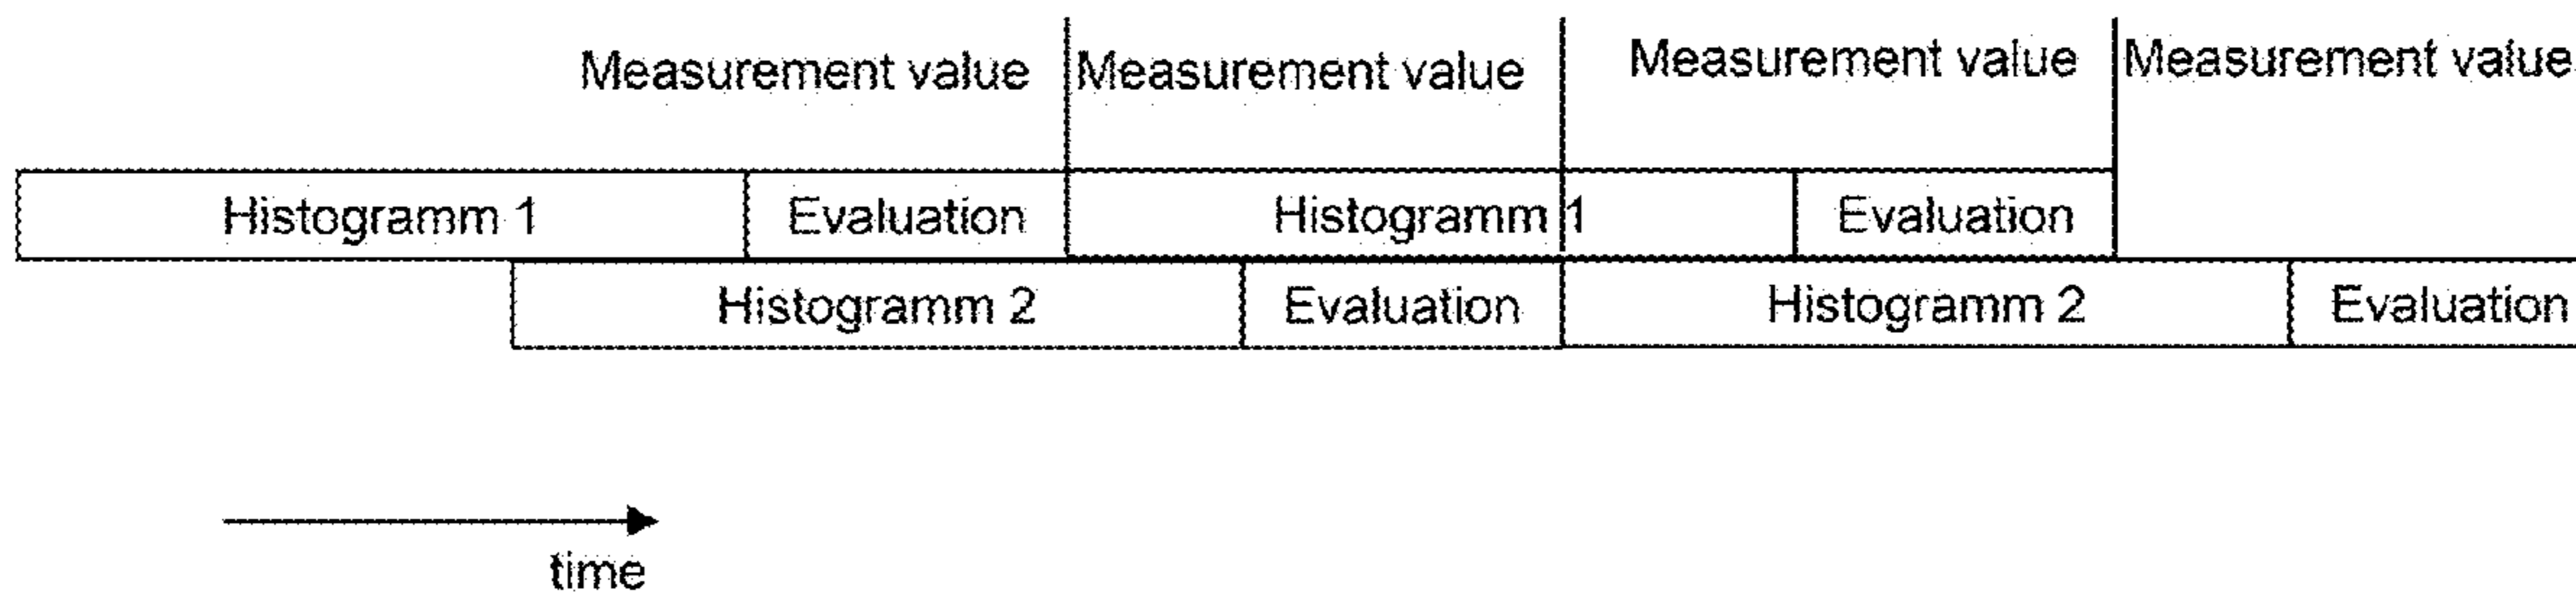 Measurement value Measurement value Measurement value Measurement value
Histogramm 1 Evaluation Histogramm 1 Evaluation
Histogramm 2 Evaluation Histogramm 2 Evaluation
time